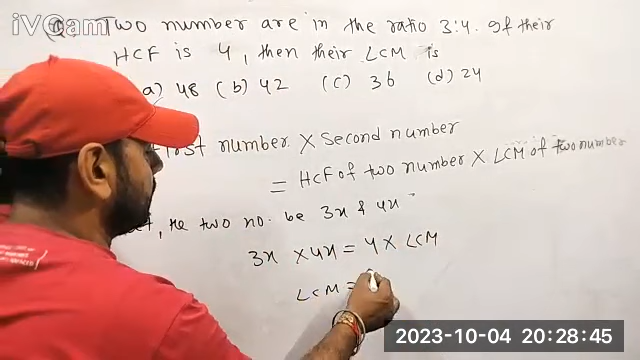 iVCam
Two number are in the ratio 3:4. If their
HCF is 4, then their LCM is
a) 48 (b) 42 (c) 36 (d) 24
First number × Second number
= HCF of two number × LCM of two number
Let, the two no. be 3x & 4x
3x × 4x = 4 × LCM
LCM =
2023-10-04 20:28:45